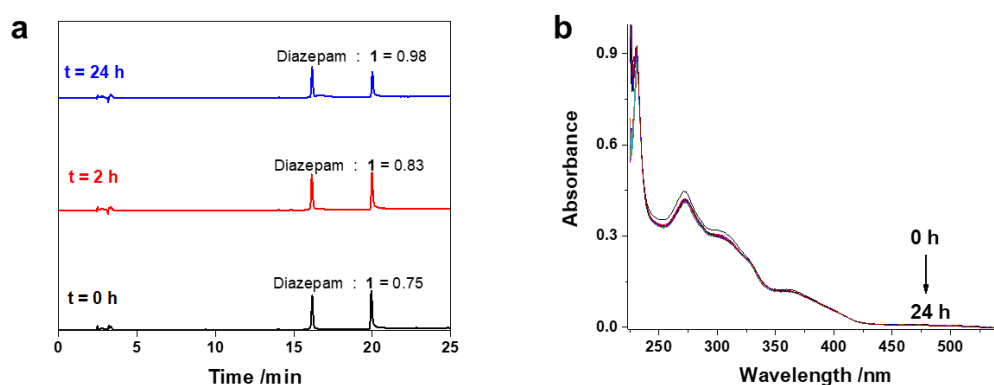 a
t = 24 h
Diazepam : 1 = 0.98
t = 2 h
Diazepam : 1 = 0.83
t = 0 h
Diazepam : 1 = 0.75
0 5 10 15 20 25
Time /min
b
Absorbance
0.9
0.6
0.3
0.0
0 h
24 h
250 300 350 400 450 500
Wavelength /nm